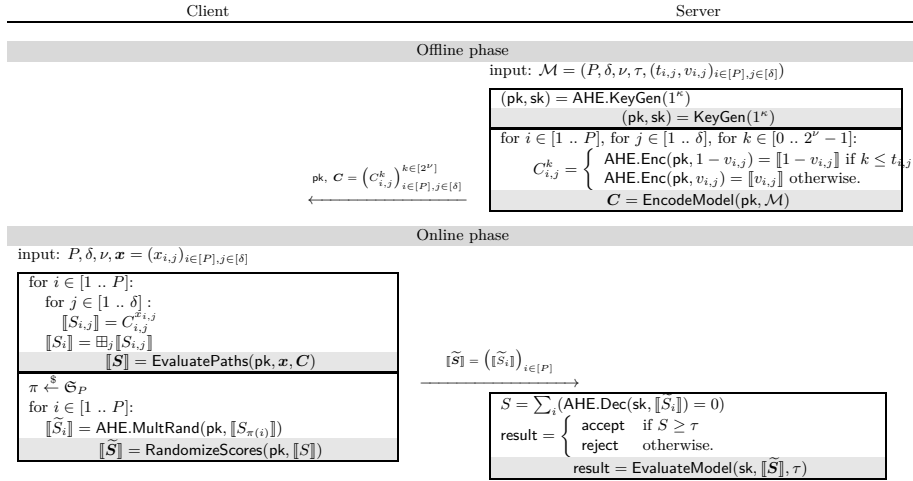 Client Server
Offline phase
input: ℳ = (P, δ, ν, τ, (t_{i,j}, v_{i,j})_{i∈[P],j∈[δ]})
(pk, sk) = AHE.KeyGen(1^κ)
(pk, sk) = KeyGen(1^κ)
for i ∈ [1 .. P], for j ∈ [1 .. δ], for k ∈ [0 .. 2^ν − 1]:
C^k_{i,j} = { AHE.Enc(pk, 1 − v_{i,j}) = ⟦1 − v_{i,j}⟧ if k ≤ t_{i,j}
AHE.Enc(pk, v_{i,j}) = ⟦v_{i,j}⟧ otherwise.
C = EncodeModel(pk, ℳ)
pk, C = (C^k_{i,j})^{k∈[2^ν]}_{i∈[P],j∈[δ]}
Online phase
input: P, δ, ν, x = (x_{i,j})_{i∈[P],j∈[δ]}
for i ∈ [1 .. P]:
for j ∈ [1 .. δ] :
⟦S_{i,j}⟧ = C^{x_{i,j}}_{i,j}
⟦S_i⟧ = ⊞_j⟦S_{i,j}⟧
⟦S⟧ = EvaluatePaths(pk, x, C)
π ←$ 𝔖_P
for i ∈ [1 .. P]:
⟦S̃_i⟧ = AHE.MultRand(pk, ⟦S_{π(i)}⟧)
⟦S̃⟧ = RandomizeScores(pk, ⟦S⟧)
⟦S̃⟧ = (⟦S̃_i⟧)_{i∈[P]}
S = ∑_i(AHE.Dec(sk, ⟦S̃_i⟧) = 0)
result = { accept if S ≥ τ
reject otherwise.
result = EvaluateModel(sk, ⟦S̃⟧, τ)